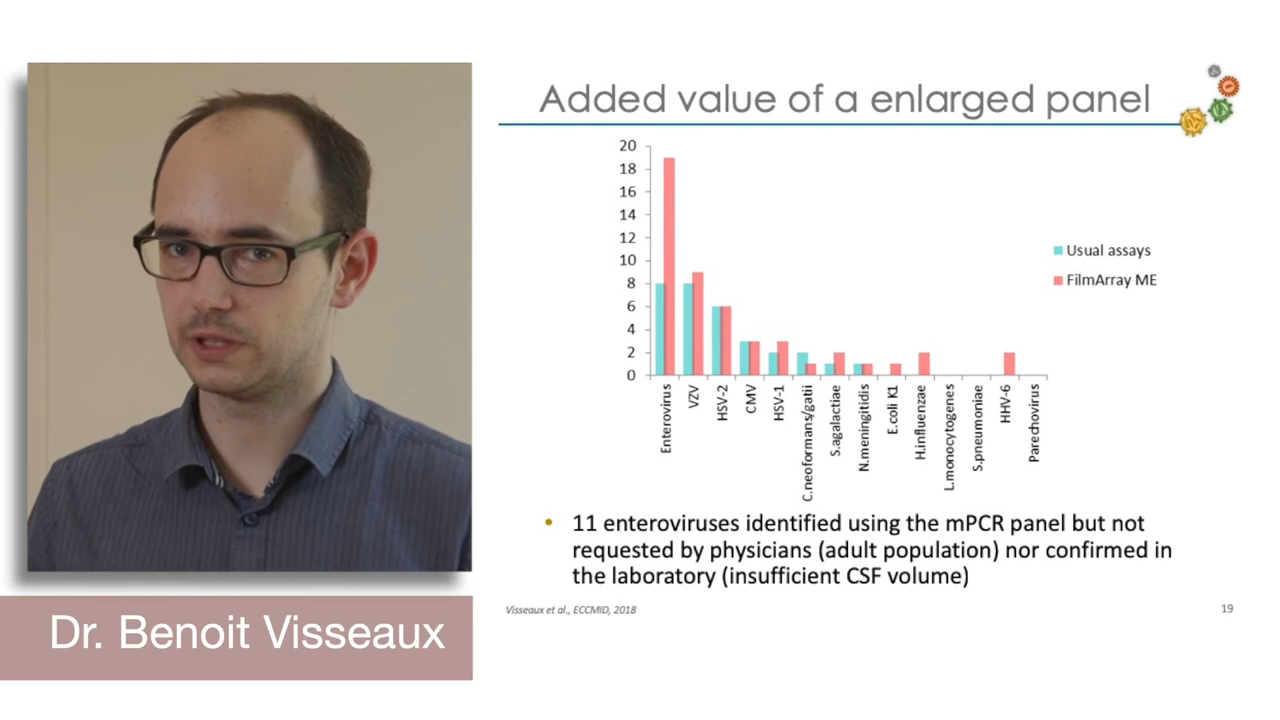 Added value of a enlarged panel
20
18
16
14
12
10
8
6
4
2
0
Enterovirus
VZV
HSV-2
CMV
HSV-1
C.neoformans/gatii
S.agalactiae
N.meningitidis
E.coli K1
H.influenzae
L.monocytogenes
S.pneumoniae
HHV-6
Parechovirus
Usual assays
FilmArray ME
• 11 enteroviruses identified using the mPCR panel but not
requested by physicians (adult population) nor confirmed in
the laboratory (insufficient CSF volume)
Visseaux et al., ECCMID, 2018
19
Dr. Benoit Visseaux